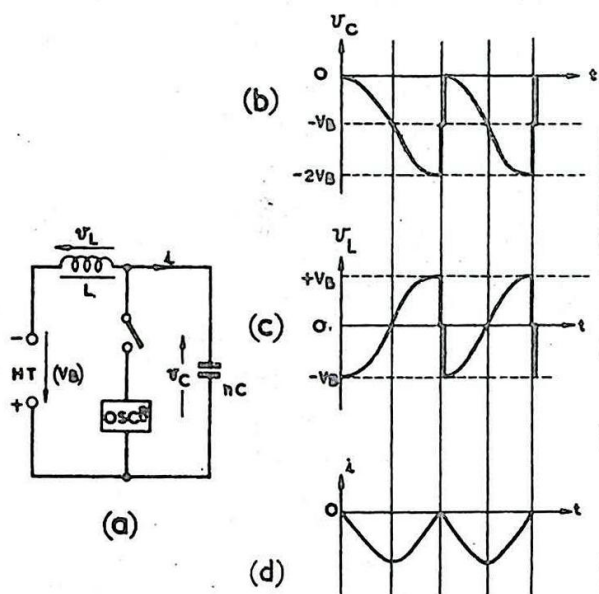 v_C
O
t
(b)
-V_B
-2V_B
v_L
+V_B
(c)
O
t
-V_B
i
O
t
(d)
v_L
i
L
-
HT (V_B)
+
v_C
nC
OSC^R
(a)